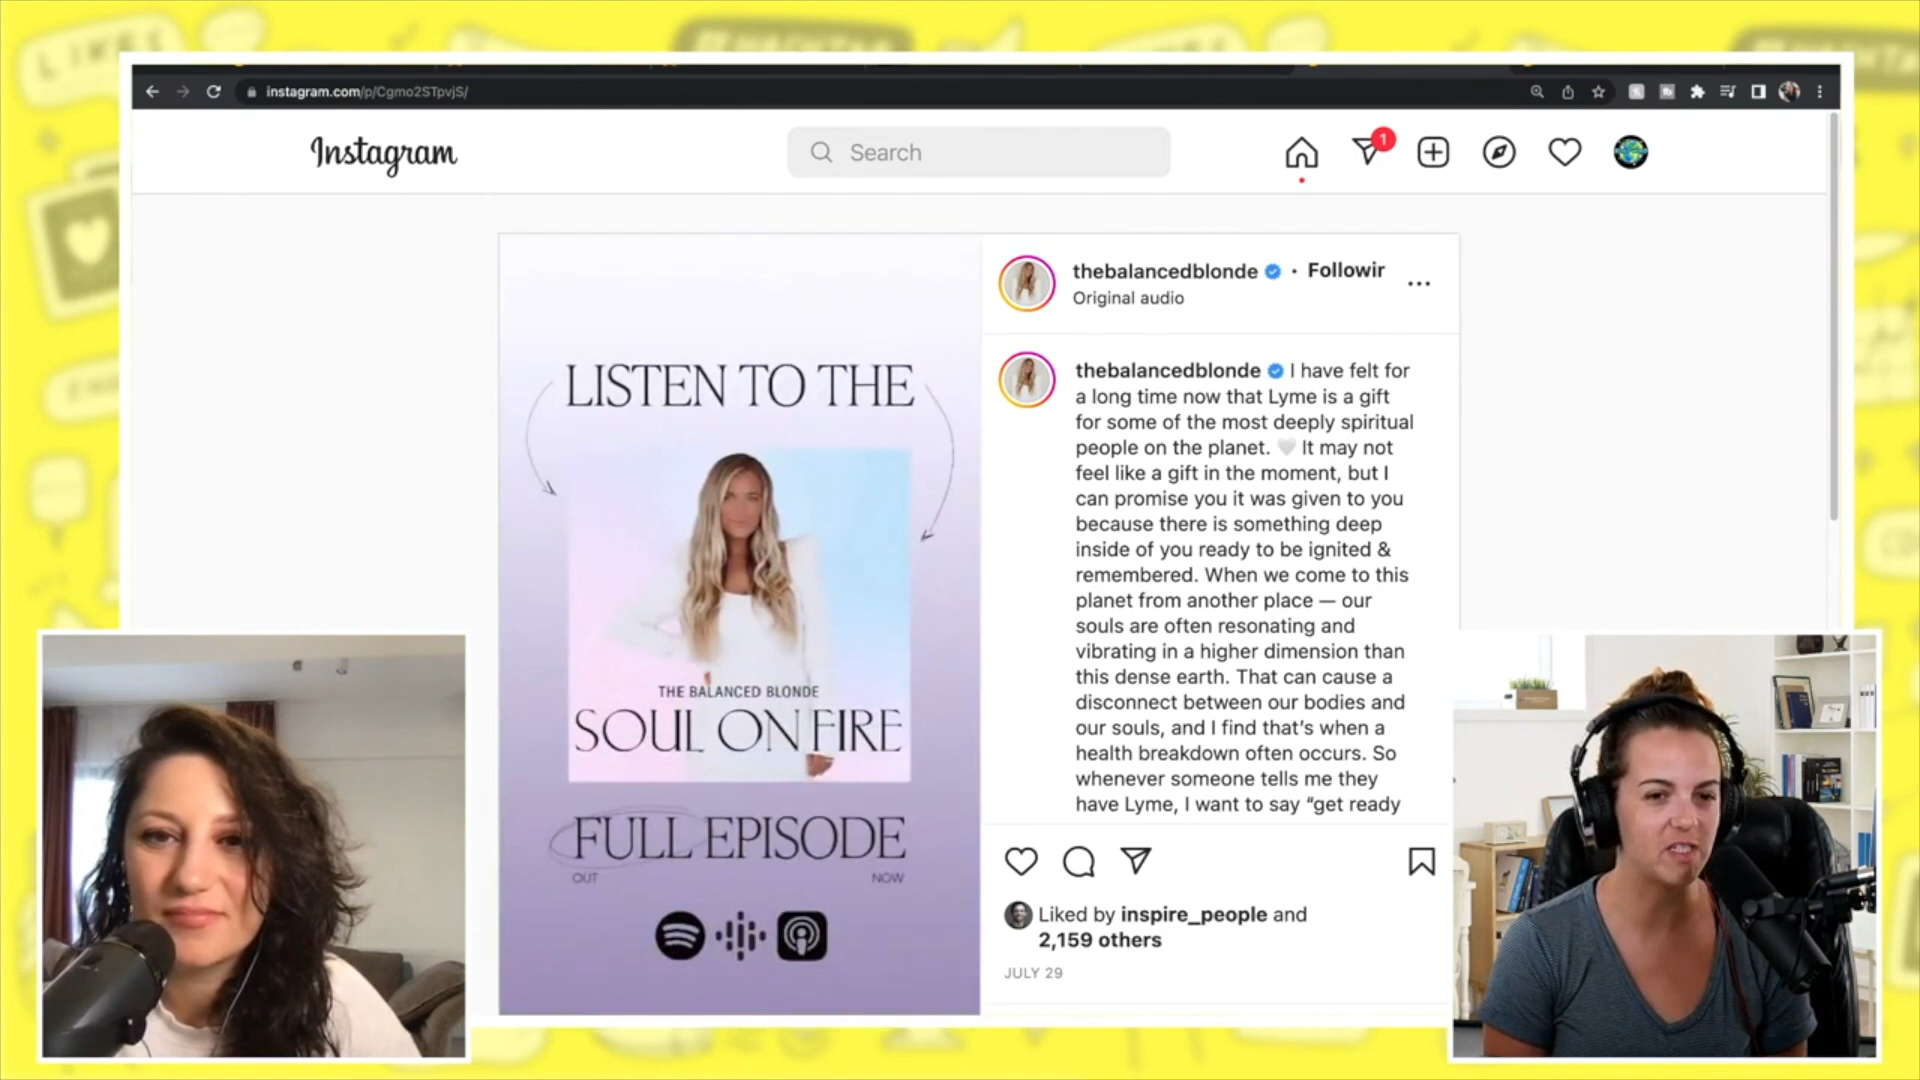 LIKES
instagram.com/p/Cgmo2STpvjS/
Instagram
Search
1
LISTEN TO THE
THE BALANCED BLONDE
SOUL ON FIRE
FULL EPISODE
OUT
NOW
thebalancedblonde • Followir
Original audio
thebalancedblonde I have felt for
a long time now that Lyme is a gift
for some of the most deeply spiritual
people on the planet. 🤍 It may not
feel like a gift in the moment, but I
can promise you it was given to you
because there is something deep
inside of you ready to be ignited &
remembered. When we come to this
planet from another place — our
souls are often resonating and
vibrating in a higher dimension than
this dense earth. That can cause a
disconnect between our bodies and
our souls, and I find that’s when a
health breakdown often occurs. So
whenever someone tells me they
have Lyme, I want to say “get ready
Liked by inspire_people and
2,159 others
JULY 29